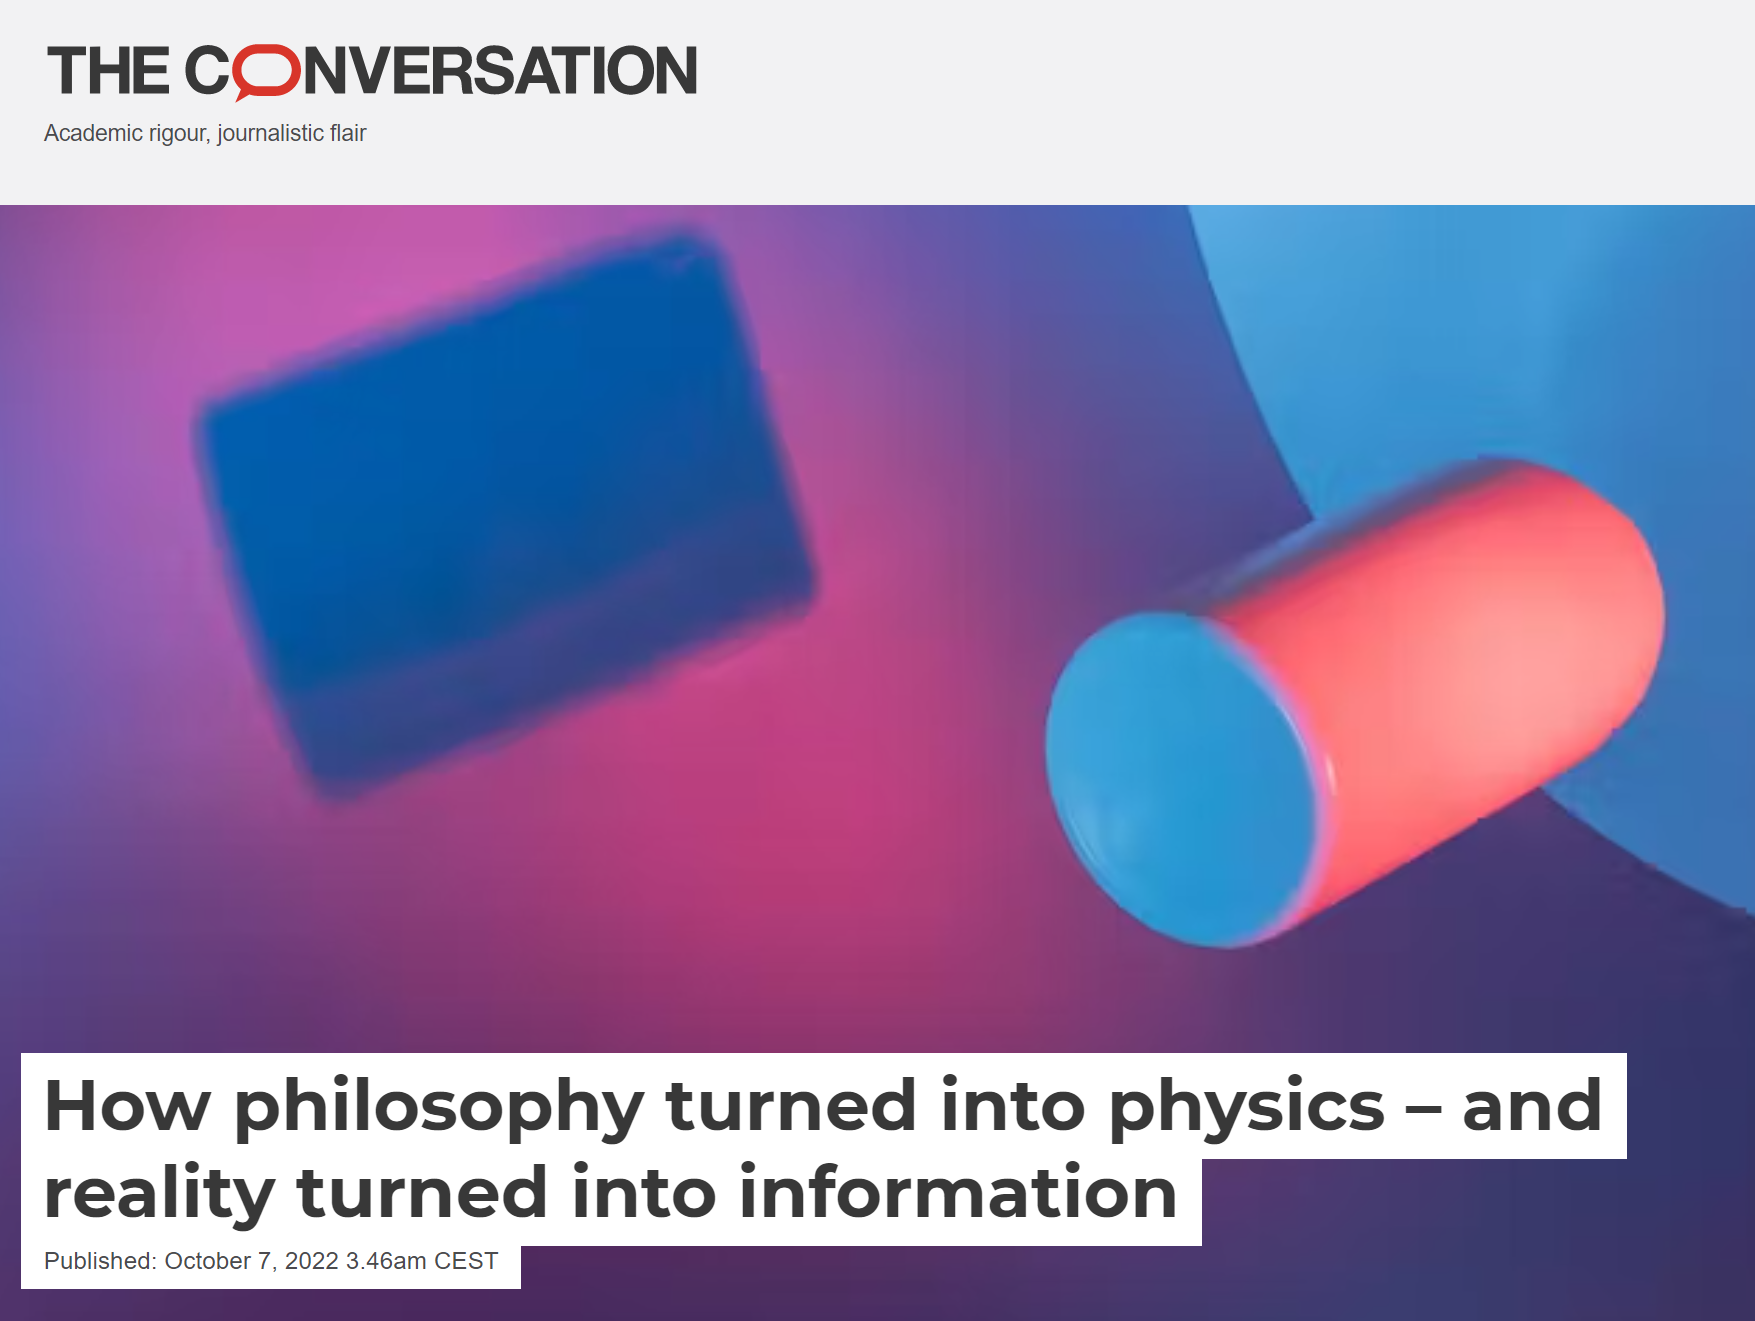 THE CONVERSATION
Academic rigour, journalistic flair
How philosophy turned into physics – and
reality turned into information
Published: October 7, 2022 3.46am CEST